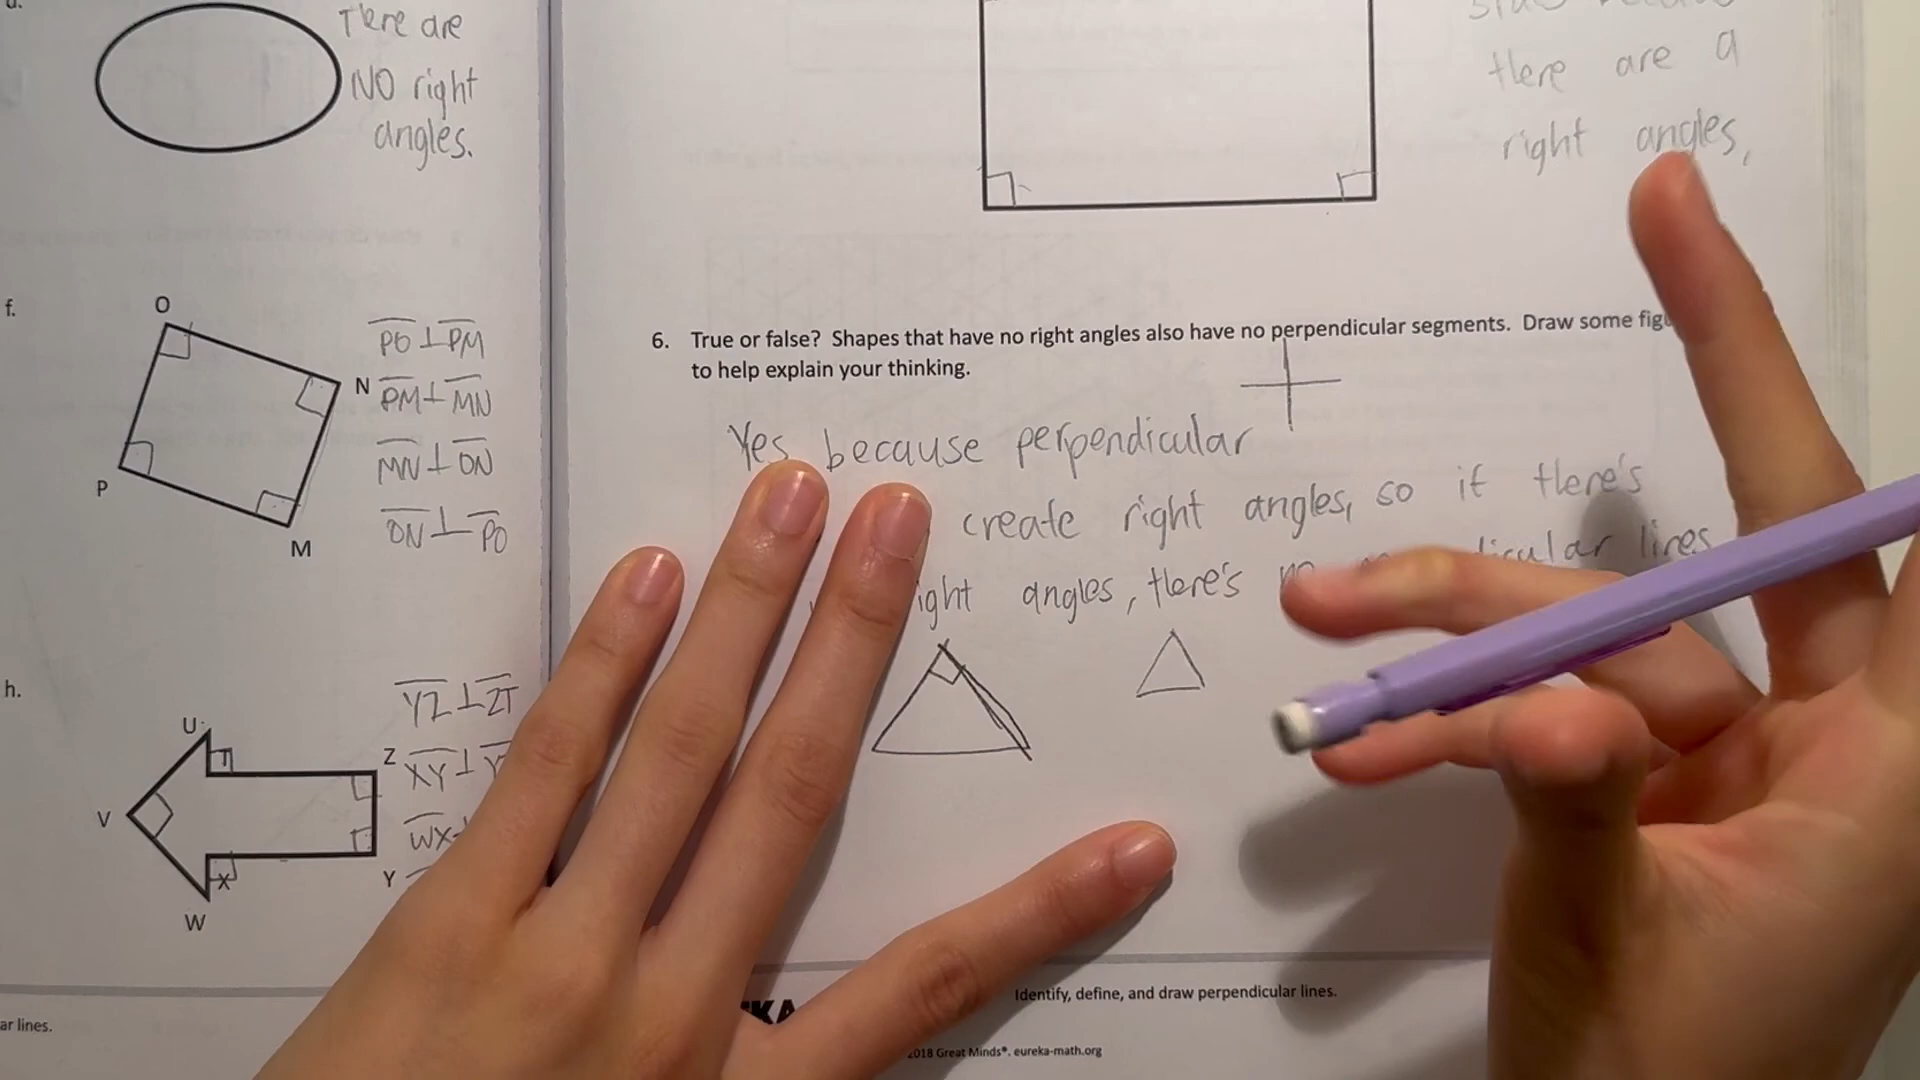 There are
NO right
angles.
f.
O
N
P
M
PO ⊥ PM
PM ⊥ MN
MN ⊥ ON
ON ⊥ PO
h.
U
T
Z
V
X
Y
W
YZ ⊥ ZT
XY ⊥
WX
ar lines.
there are a
right angles,
6. True or false? Shapes that have no right angles also have no perpendicular segments. Draw some
to help explain your thinking.
Yes because perpendicular
create right angles, so if there's
angles, there's lines
Identify, define, and draw perpendicular lines.
2018 Great Minds®. eureka-math.org